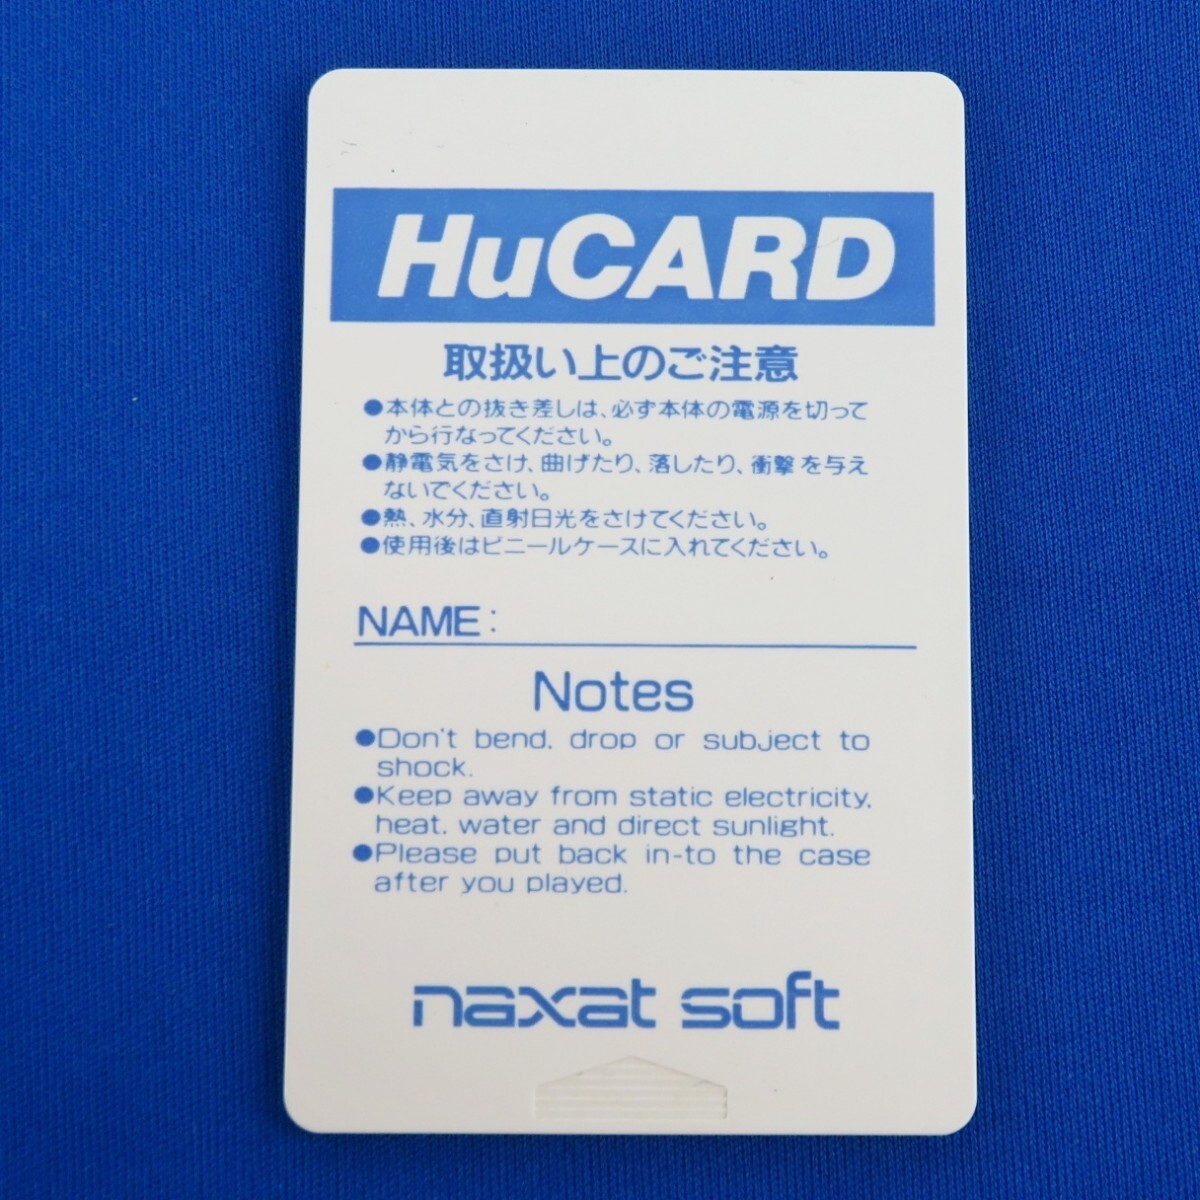 HuCARD
取扱い上のご注意
●本体との抜き差しは、必ず本体の電源を切って
から行なってください。
●静電気をさけ、曲げたり、落したり、衝撃を与え
ないでください。
●熱、水分、直射日光をさけてください。
●使用後はビニールケースに入れてください。
NAME:
Notes
●Don't bend, drop or subject to
shock.
●Keep away from static electricity,
heat, water and direct sunlight.
●Please put back in-to the case
after you played.
naxat soft